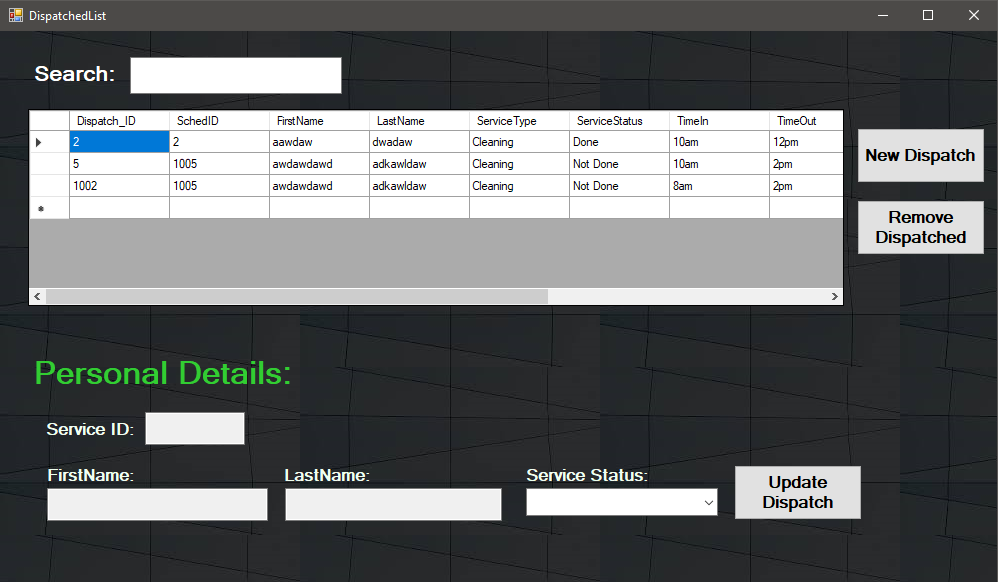 DispatchedList
Search:
Dispatch_ID SchedID FirstName LastName ServiceType ServiceStatus TimeIn TimeOut
2 2 aawdaw dwadaw Cleaning Done 10am 12pm
5 1005 awdawdawd adkawldaw Cleaning Not Done 10am 2pm
1002 1005 awdawdawd adkawldaw Cleaning Not Done 8am 2pm
New Dispatch
Remove
Dispatched
Personal Details:
Service ID:
FirstName: LastName: Service Status:
Update
Dispatch